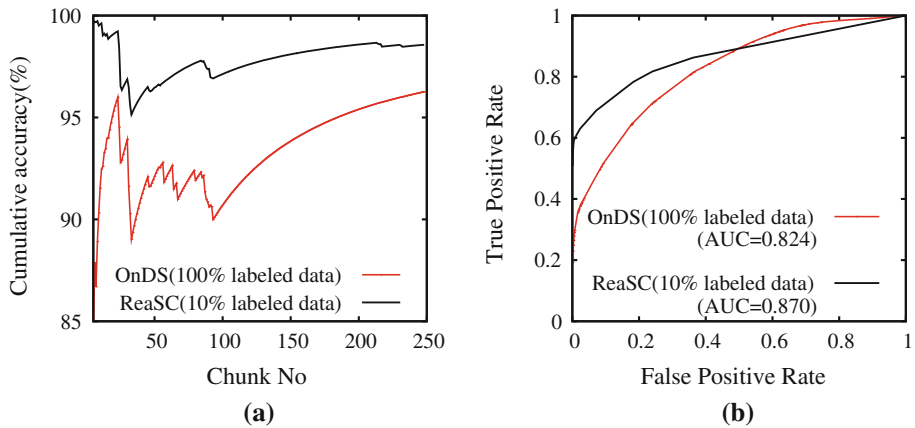 100
95
90
85
Cumulative accuracy(%)
OnDS(100% labeled data)
ReaSC(10% labeled data)
50 100 150 200 250
Chunk No
(a)
1
0.8
0.6
0.4
1
0
True Positive Rate
OnDS(100% labeled data)
(AUC=0.824)
ReaSC(10% labeled data)
(AUC=0.870)
0 0.2 0.4 0.6 0.8 1
False Positive Rate
(b)